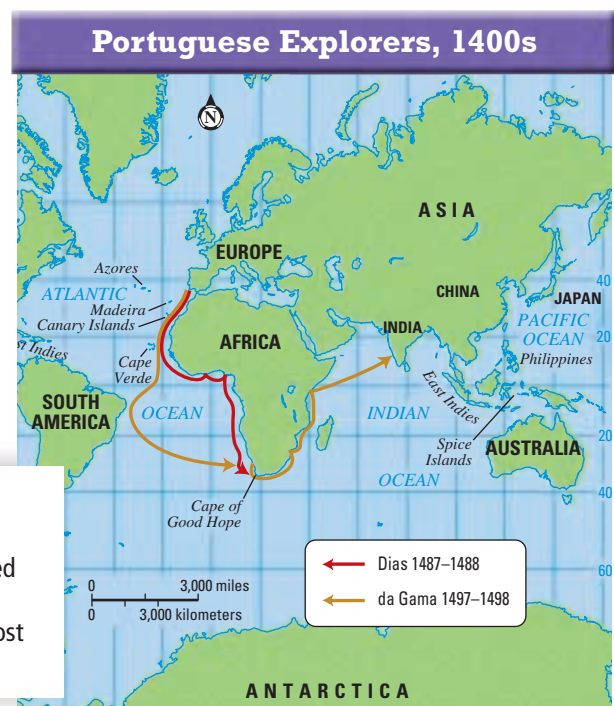 Portuguese Explorers, 1400s
N
ASIA
EUROPE
Azores
ATLANTIC
Madeira
Canary Islands
CHINA
40
JAPAN
PACIFIC
OCEAN
Philippines
INDIA
AFRICA
Indies
Cape
Verde
20
SOUTH
AMERICA
OCEAN
East Indies
INDIAN
OCEAN
Spice
Islands
AUSTRALIA
20
40
Cape of
Good Hope
Dias 1487–1488
da Gama 1497–1498
60
0 3,000 miles
0 3,000 kilometers
ANTARCTICA